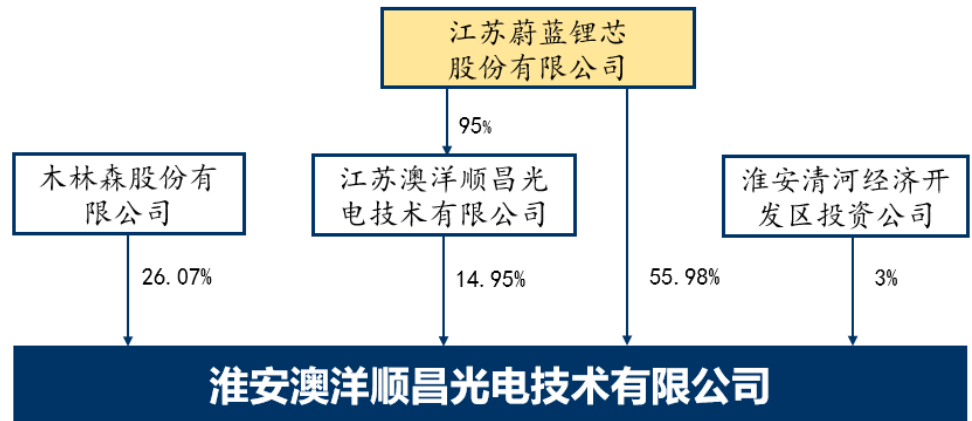 江苏蔚蓝锂芯
股份有限公司
95%
木林森股份有
限公司
江苏澳洋顺昌光
电技术有限公司
淮安清河经济开
发区投资公司
26.07%
14.95%
55.98%
3%
淮安澳洋顺昌光电技术有限公司